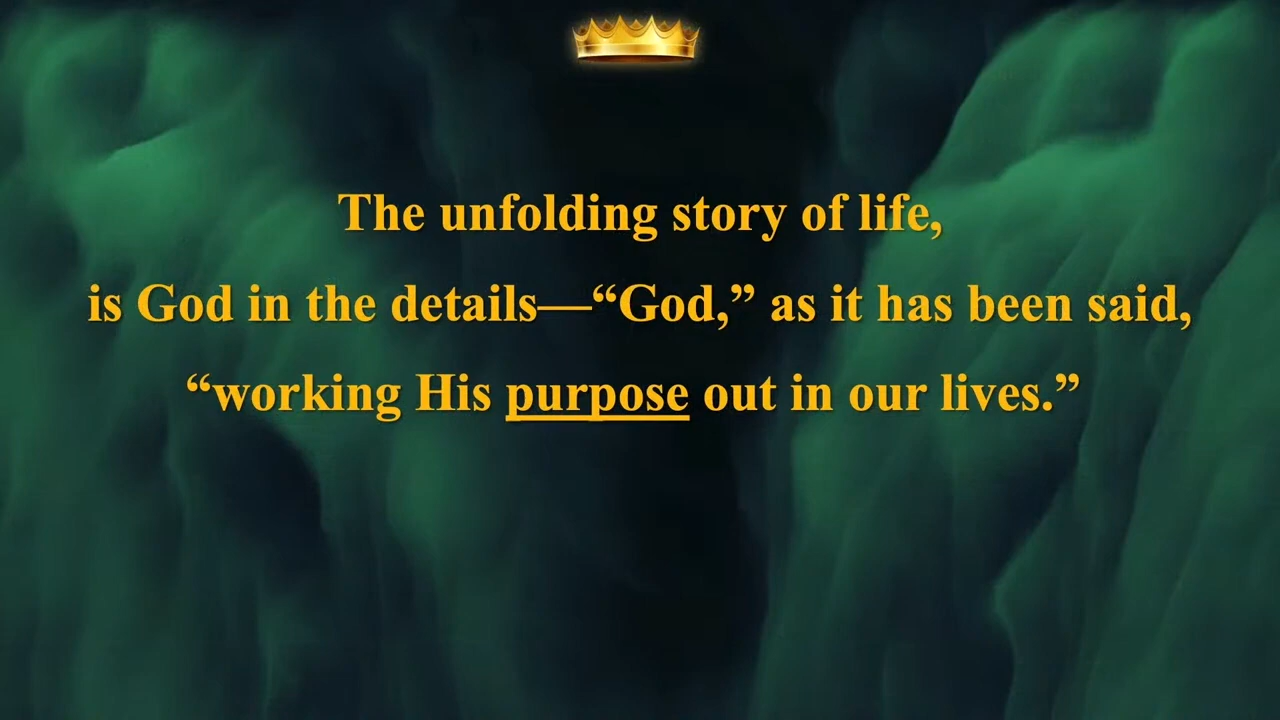 The unfolding story of life,
is God in the details—“God,” as it has been said,
“working His purpose out in our lives.”